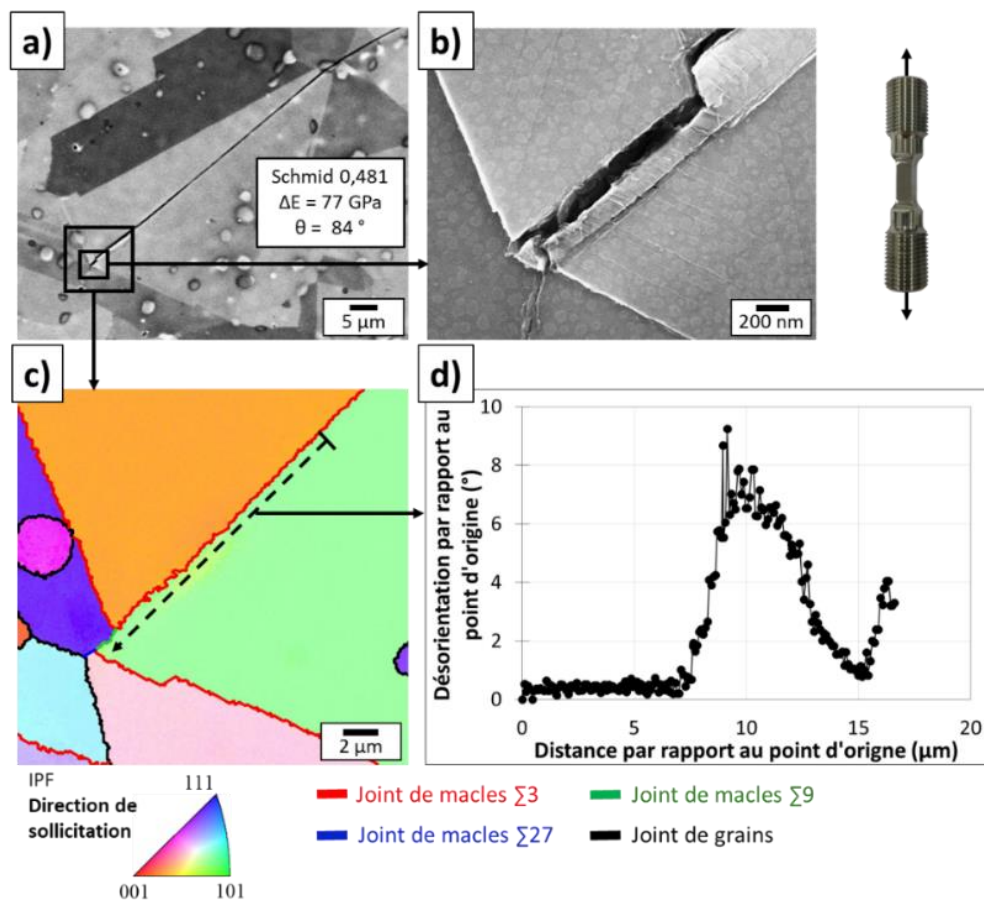 a)
Schmid 0,481
ΔE = 77 GPa
θ = 84 °
5 µm
b)
200 nm
c)
2 µm
d)
Désorientation par rapport au
point d'origine (°)
10
8
6
4
2
0
0 5 10 15 20
Distance par rapport au point d'origne (µm)
IPF
Direction de
sollicitation
111
001 101
Joint de macles ∑3
Joint de macles ∑9
Joint de macles ∑27
Joint de grains